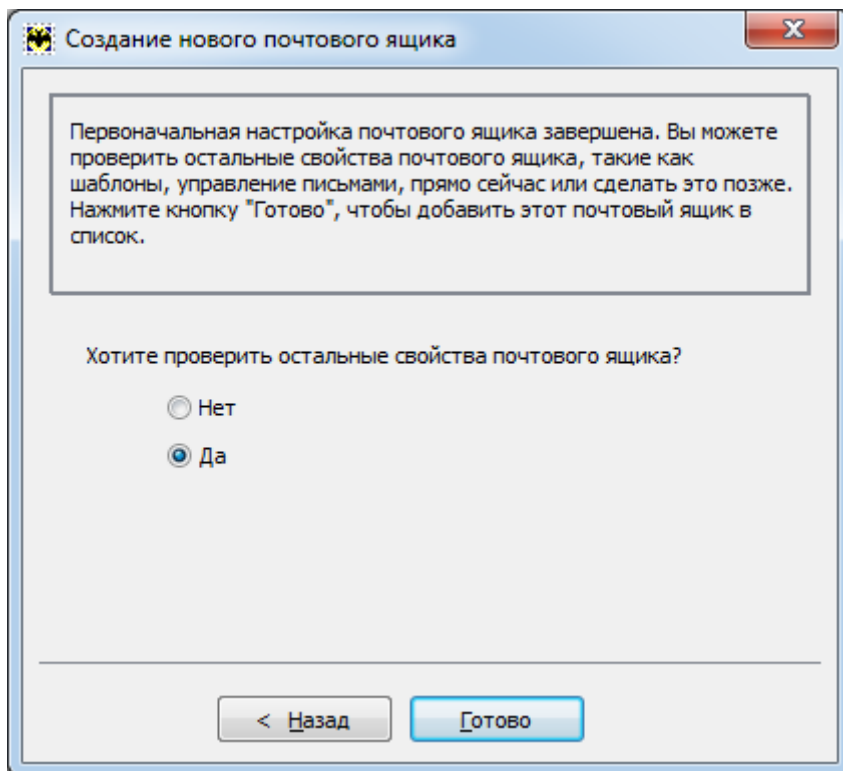 Создание нового почтового ящика
Первоначальная настройка почтового ящика завершена. Вы можете
проверить остальные свойства почтового ящика, такие как
шаблоны, управление письмами, прямо сейчас или сделать это позже.
Нажмите кнопку "Готово", чтобы добавить этот почтовый ящик в
список.
Хотите проверить остальные свойства почтового ящика?
Нет
Да
< Назад
Готово